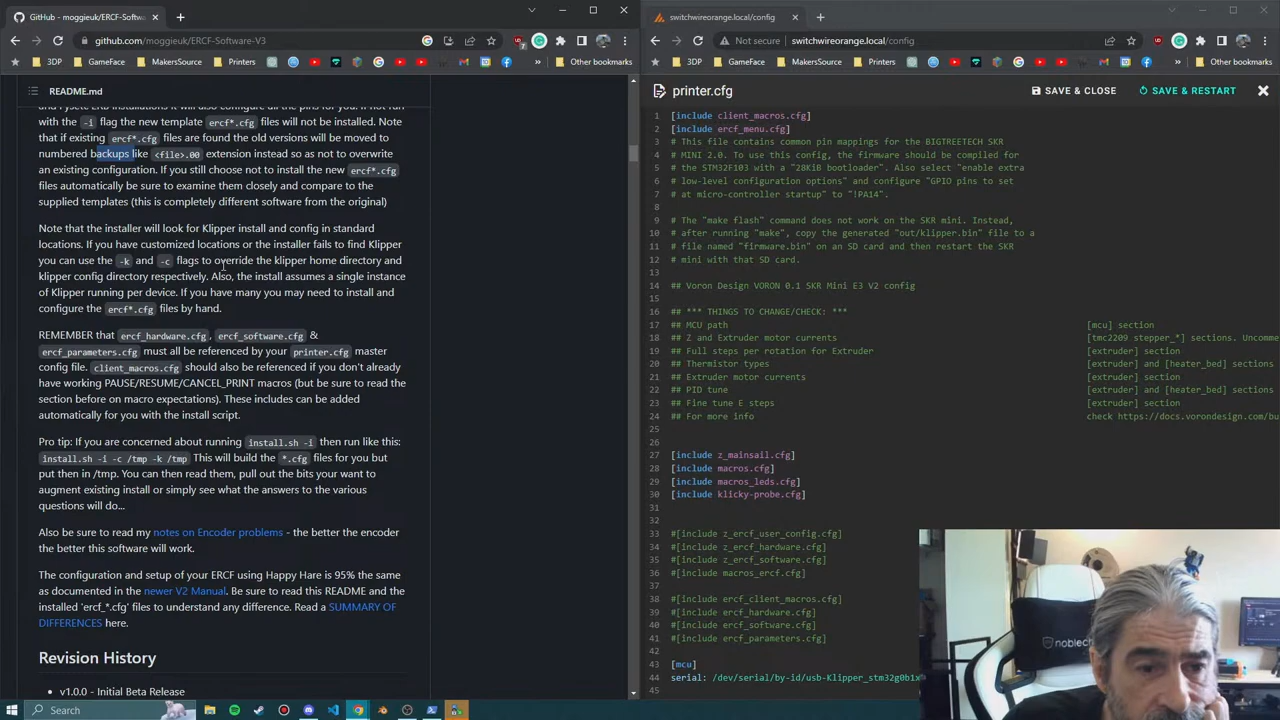 GitHub - moggieuk/ERCF-Softwa
switchwireorange.local/config
github.com/moggieuk/ERCF-Software-V3
Not secure
switchwireorange.local/config
3DP
GameFace
MakersSource
Printers
Other bookmarks
3DP
GameFace
MakersSource
Printers
Other bookmarks
README.md
and Fysetc ERB installations it will also configure all the pins for you. If not run
with the -i flag the new template ercf*.cfg files will not be installed. Note
that if existing ercf*.cfg files are found the old versions will be moved to
numbered backups like <file>.00 extension instead so as not to overwrite
an existing configuration. If you still choose not to install the new ercf*.cfg
files automatically be sure to examine them closely and compare to the
supplied templates (this is completely different software from the original)
Note that the installer will look for Klipper install and config in standard
locations. If you have customized locations or the installer fails to find Klipper
you can use the -k and -c flags to override the klipper home directory and
klipper config directory respectively. Also, the install assumes a single instance
of Klipper running per device. If you have many you may need to install and
configure the ercf*.cfg files by hand.
REMEMBER that ercf_hardware.cfg , ercf_software.cfg &
ercf_parameters.cfg must all be referenced by your printer.cfg master
config file. client_macros.cfg should also be referenced if you don't already
have working PAUSE/RESUME/CANCEL_PRINT macros (but be sure to read the
section before on macro expectations). These includes can be added
automatically for you with the install script.
Pro tip: If you are concerned about running install.sh -i then run like this:
install.sh -i -c /tmp -k /tmp This will build the *.cfg files for you but
put then in /tmp. You can then read them, pull out the bits your want to
augment existing install or simply see what the answers to the various
questions will do...
Also be sure to read my notes on Encoder problems - the better the encoder
the better this software will work.
The configuration and setup of your ERCF using Happy Hare is 95% the same
as documented in the newer V2 Manual. Be sure to read this README and the
installed 'ercf_*.cfg' files to understand any difference. Read a SUMMARY OF
DIFFERENCES here.
Revision History
v1.0.0 - Initial Beta Release
printer.cfg
SAVE & CLOSE
SAVE & RESTART
1 [include client_macros.cfg]
2 [include ercf_menu.cfg]
3 # This file contains common pin mappings for the BIGTREETECH SKR
4 # MINI 2.0. To use this config, the firmware should be compiled for
5 # the STM32F103 with a "28KiB bootloader". Also select "enable extra
6 # low-level configuration options" and configure "GPIO pins to set
7 # at micro-controller startup" to "!PA14".
8
9 # The "make flash" command does not work on the SKR mini. Instead,
10 # after running "make", copy the generated "out/klipper.bin" file to a
11 # file named "firmware.bin" on an SD card and then restart the SKR
12 # mini with that SD card.
13
14 ## Voron Design VORON 0.1 SKR Mini E3 V2 config
15
16 ## *** THINGS TO CHANGE/CHECK: ***
17 ## MCU path [mcu] section
18 ## Z and Extruder motor currents [tmc2209 stepper_*] sections. Uncomme
19 ## Full steps per rotation for Extruder [extruder] section
20 ## Thermistor types [extruder] and [heater_bed] sections
21 ## Extruder motor currents [extruder] section
22 ## PID tune [extruder] and [heater_bed] sections
23 ## Fine tune E steps [extruder] section
24 ## For more info check https://docs.vorondesign.com/bu
25
26
27 [include z_mainsail.cfg]
28 [include macros.cfg]
29 [include macros_leds.cfg]
30 [include klicky-probe.cfg]
31
32
33 #[include z_ercf_user_config.cfg]
34 #[include z_ercf_hardware.cfg]
35 #[include z_ercf_software.cfg]
36 #[include macros_ercf.cfg]
37
38 #[include ercf_client_macros.cfg]
39 #[include ercf_hardware.cfg]
40 #[include ercf_software.cfg]
41 #[include ercf_parameters.cfg]
42
43 [mcu]
44 serial: /dev/serial/by-id/usb-Klipper_stm32g0b1x
45
noblech
Search